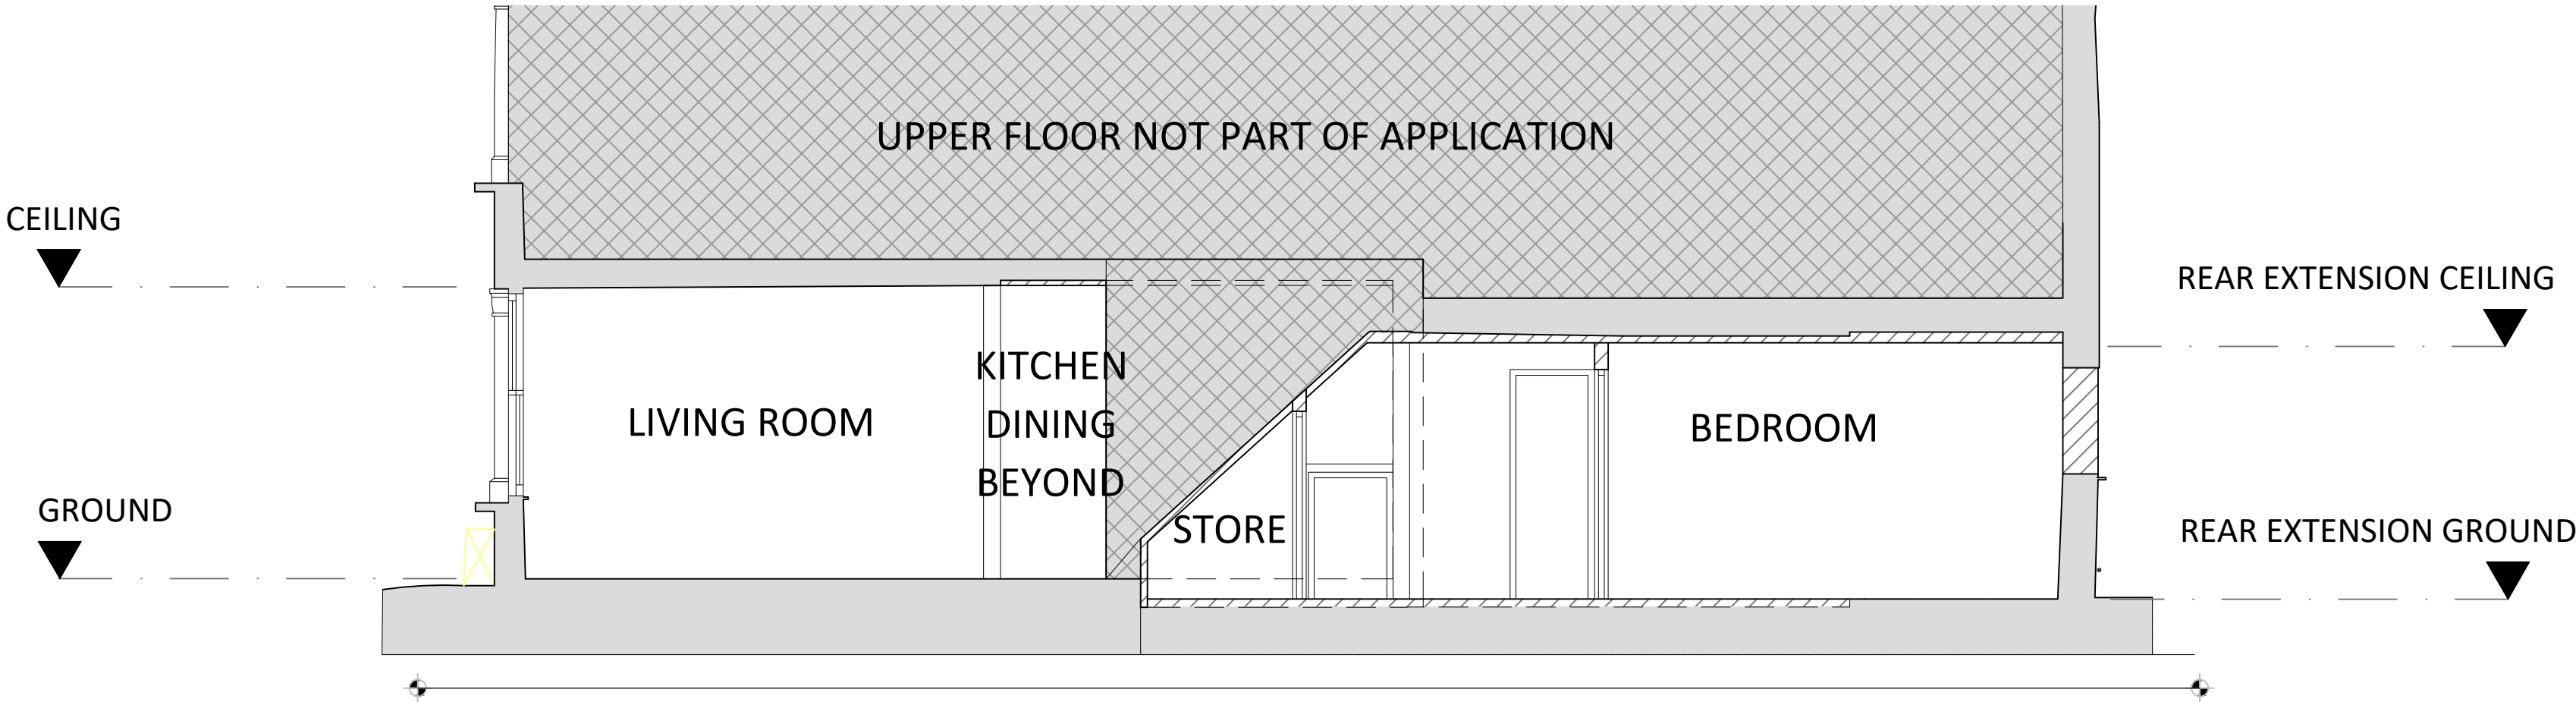 UPPER FLOOR NOT PART OF APPLICATION
CEILING
REAR EXTENSION CEILING
KITCHEN
DINING
BEYOND
LIVING ROOM
BEDROOM
STORE
GROUND
REAR EXTENSION GROUND